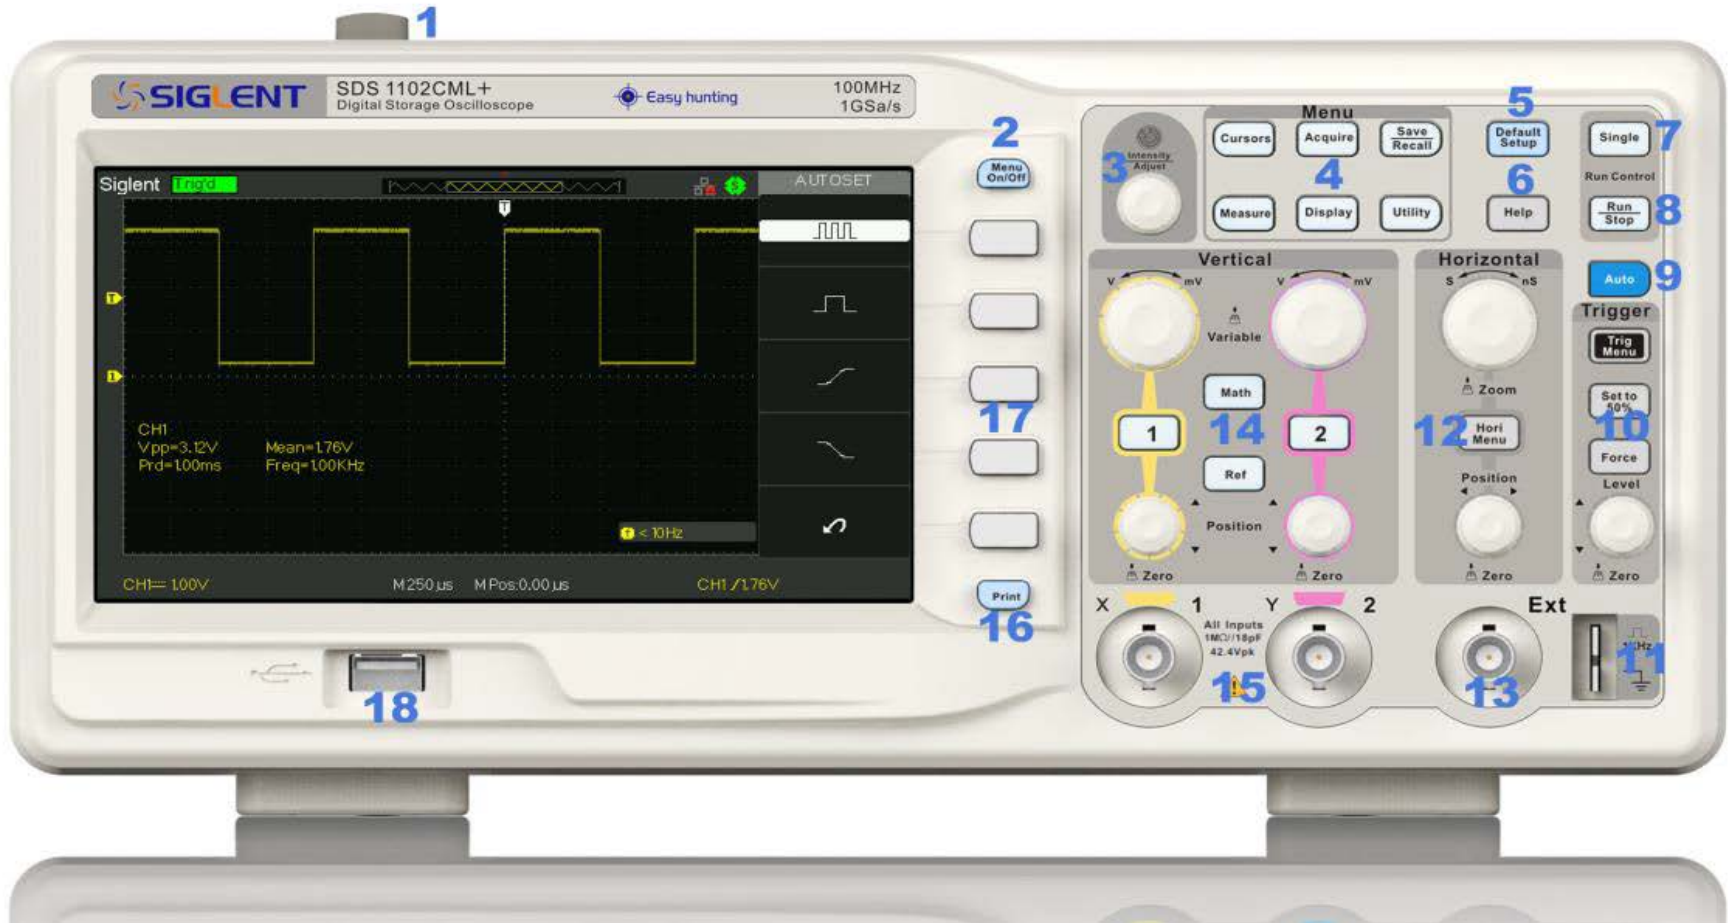 1
SIGLENT
SDS 1102CML+
Digital Storage Oscilloscope
Easy hunting
100MHz
1GSa/s
2
Menu
On/Off
Siglent Trig'd
T
S
AUTOSET
T
1
CH1
Vpp=3.12V Mean=1.76V
Prd=1.00ms Freq=1.00KHz
T < 10Hz
CH1 1.00V M 250µs M Pos:0.00µs CH1 /1.76V
17
Print
16
18
3
Intensity
Adjust
Menu
Cursors
Acquire
Save
Recall
4
Measure
Display
Utility
5
Default
Setup
6
Help
Single
7
Run Control
Run
Stop
8
Auto
9
Vertical
V mV
V mV
Variable
Math
1
14
2
Ref
Position
Zero
Zero
Horizontal
S nS
Zoom
12
Hori
Menu
Position
Zero
Trigger
Trig
Menu
Set to
50%
10
Force
Level
Zero
X 1
All Inputs
1MΩ//18pF
42.4Vpk
15
Y 2
Ext
13
1KHz
11